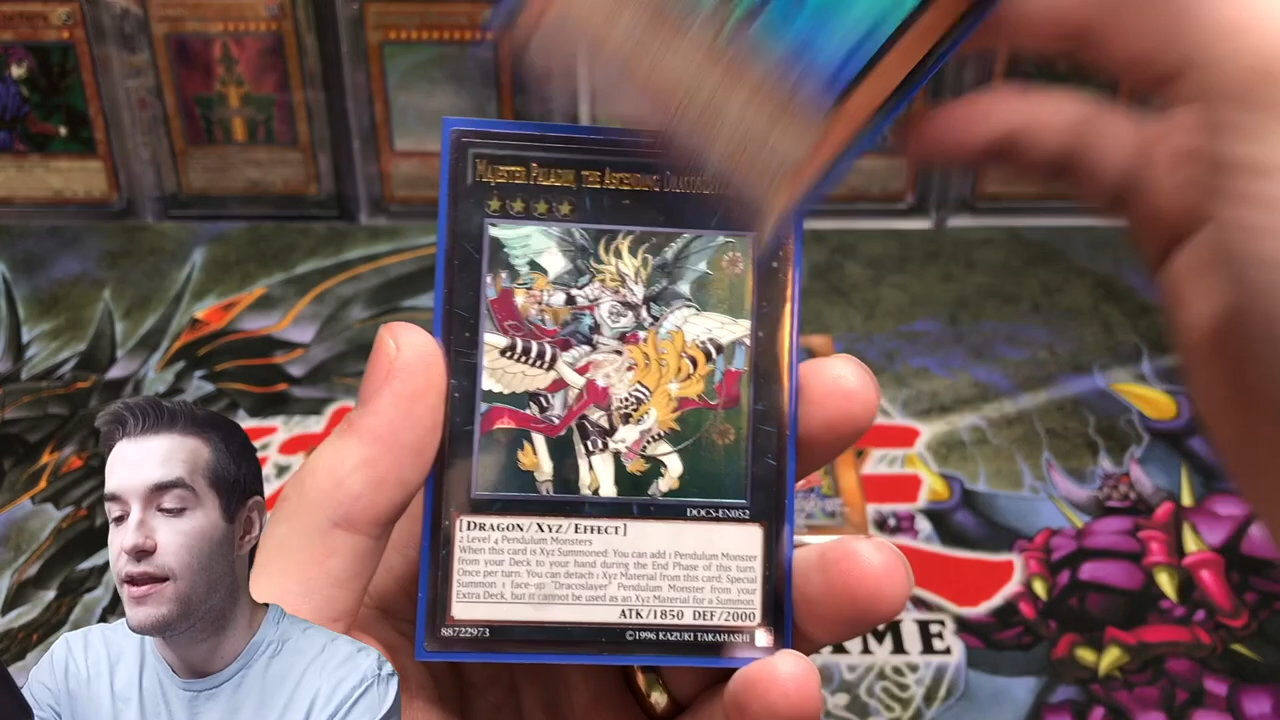 Majester Paladin, the Ascending
DOCS-EN052
[Dragon/Xyz/Effect]
2 Level 4 Pendulum Monsters
When this card is Xyz Summoned: You can add 1 Pendulum Monster
from your Deck to your hand during the End Phase of this turn.
Once per turn: You can detach 1 Xyz Material from this card; Special
Summon 1 face-up "Dracoslayer" Pendulum Monster from your
Extra Deck, but it cannot be used as an Xyz Material for a Summon.
ATK/1850 DEF/2000
88722973
©1996 KAZUKI TAKAHASHI